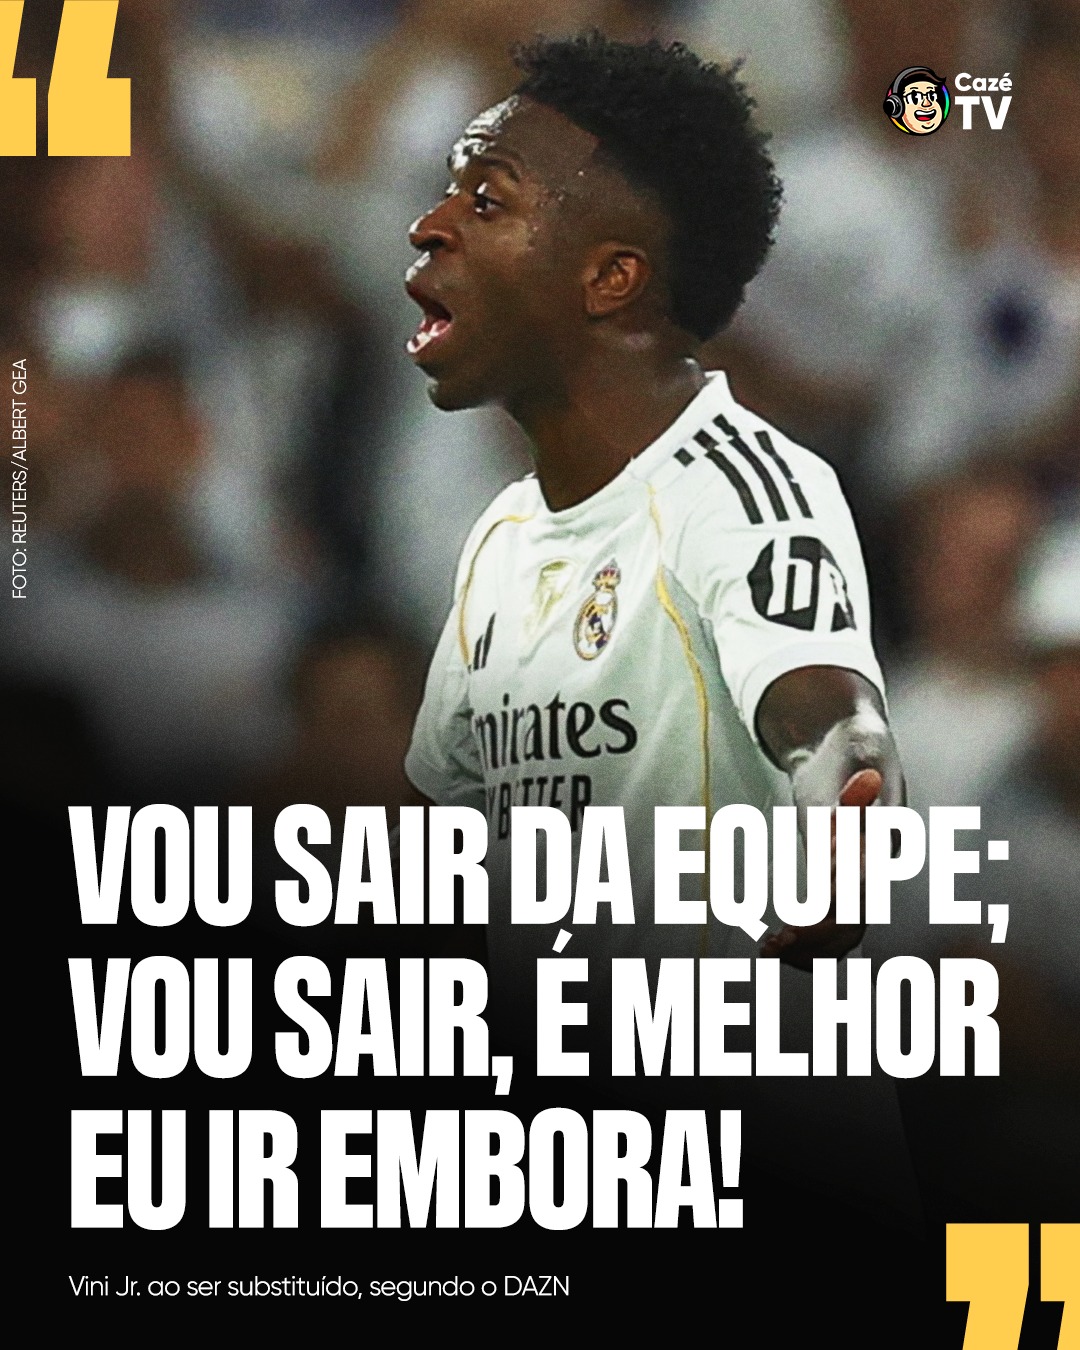 “
Cazé
TV
FOTO: REUTERS/ALBERT GEA
hp
mirates
BETTER
VOU SAIR DA EQUIPE;
VOU SAIR, É MELHOR
EU IR EMBORA!
Vini Jr. ao ser substituído, segundo o DAZN
”